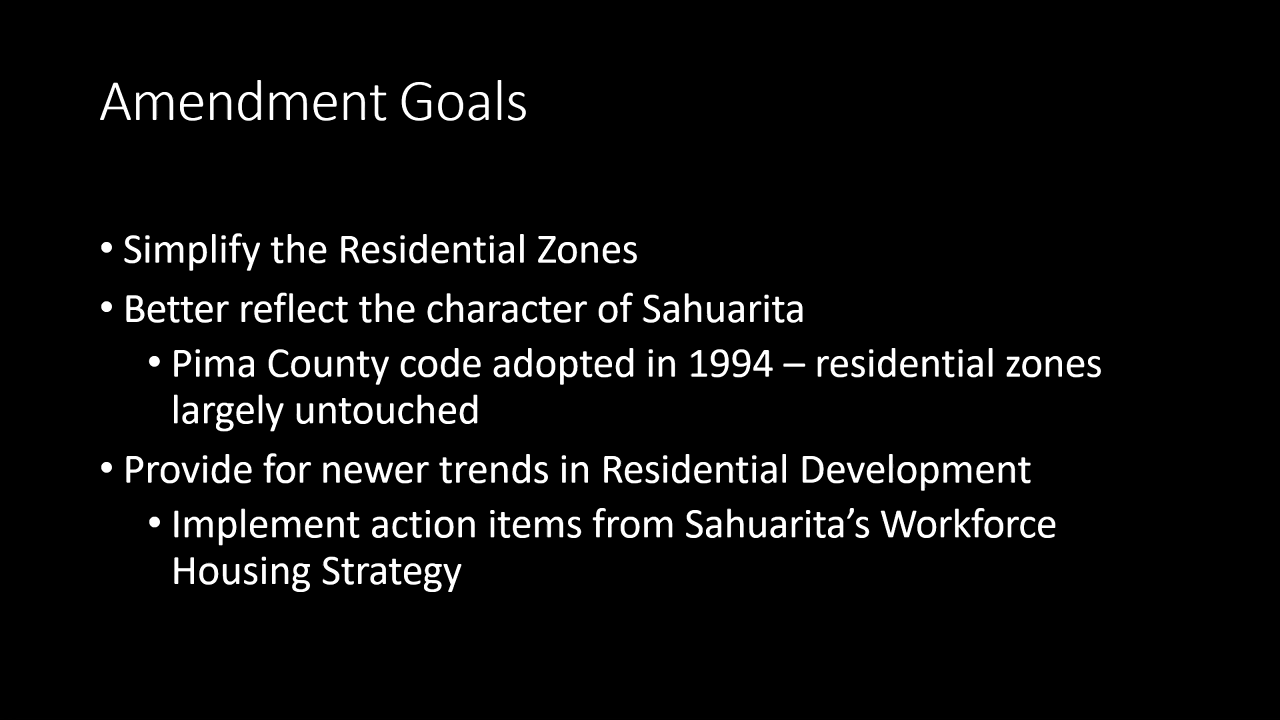 Amendment Goals
• Simplify the Residential Zones
• Better reflect the character of Sahuarita
• Pima County code adopted in 1994 – residential zones
largely untouched
• Provide for newer trends in Residential Development
• Implement action items from Sahuarita’s Workforce
Housing Strategy